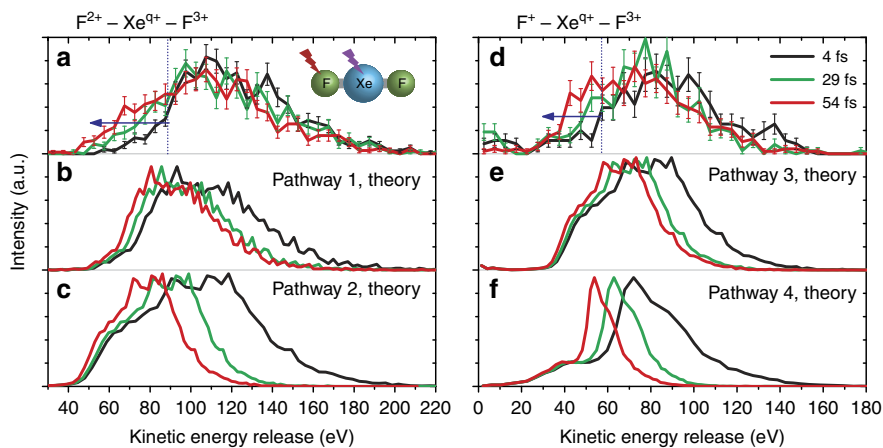 F²⁺ – Xe^q+ – F³⁺
F⁺ – Xe^q+ – F³⁺
a
F Xe F
d
4 fs
29 fs
54 fs
b
Pathway 1, theory
e
Pathway 3, theory
c
Pathway 2, theory
f
Pathway 4, theory
Intensity (a.u.)
40 60 80 100 120 140 160 180 200 220
0 20 40 60 80 100 120 140 160 180
Kinetic energy release (eV)
Kinetic energy release (eV)